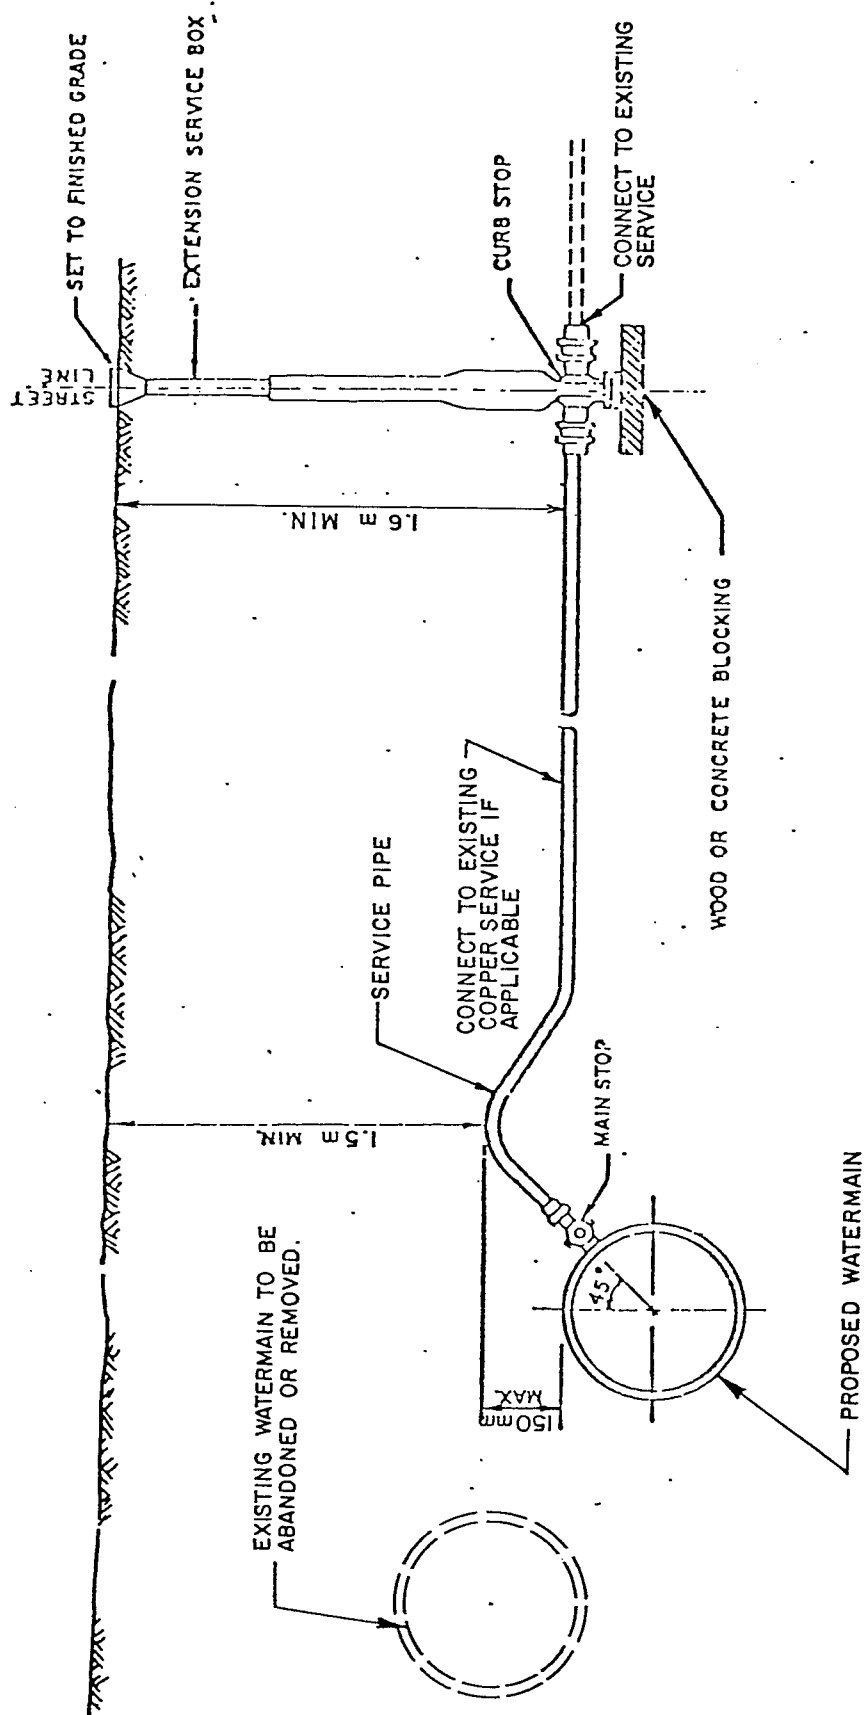 STREET
LINE
SET TO FINISHED GRADE
EXTENSION SERVICE BOX
1.6 m MIN.
CURB STOP
CONNECT TO EXISTING
SERVICE
WOOD OR CONCRETE BLOCKING
SERVICE PIPE
CONNECT TO EXISTING
COPPER SERVICE IF
APPLICABLE
1.5 m MIN.
MAIN STOP
EXISTING WATERMAIN TO BE
ABANDONED OR REMOVED.
150mm
MAX
45°
PROPOSED WATERMAIN